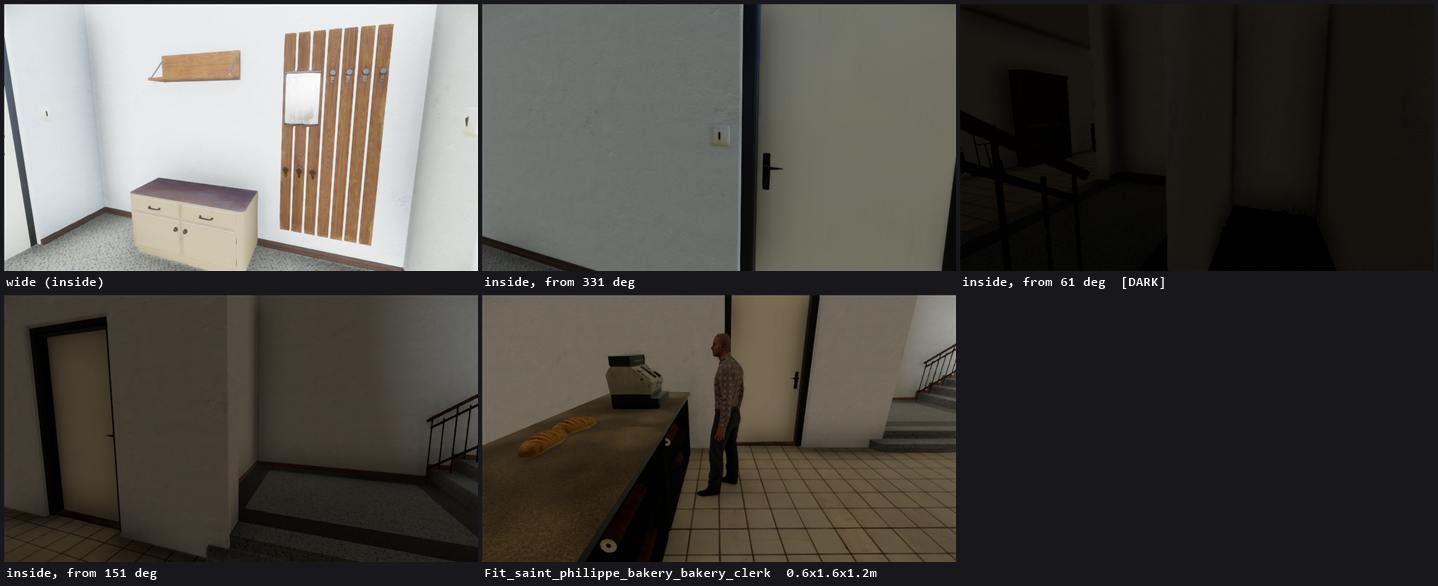 wide (inside)
inside, from 331 deg
inside, from 61 deg  [DARK]
inside, from 151 deg
Fit_saint_philippe_bakery_bakery_clerk  0.6x1.6x1.2m